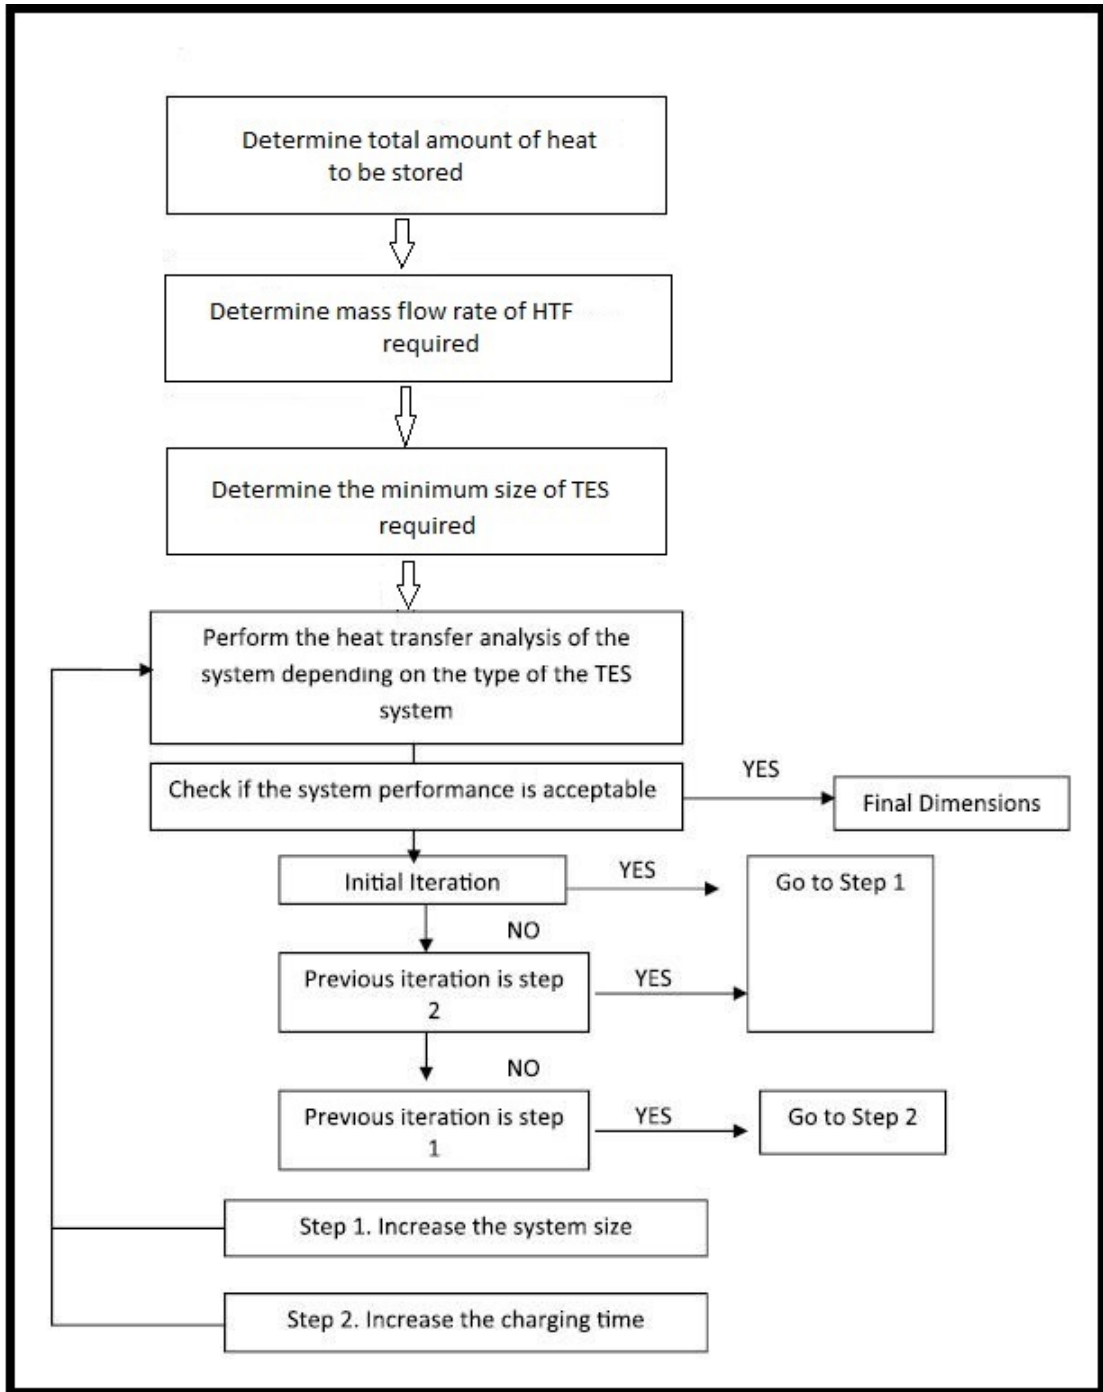 Determine total amount of heat
to be stored
Determine mass flow rate of HTF
required
Determine the minimum size of TES
required
Perform the heat transfer analysis of the
system depending on the type of the TES
system
Check if the system performance is acceptable
YES
Final Dimensions
Initial Iteration
YES
Go to Step 1
NO
Previous iteration is step
2
YES
NO
Previous iteration is step
1
YES
Go to Step 2
Step 1. Increase the system size
Step 2. Increase the charging time